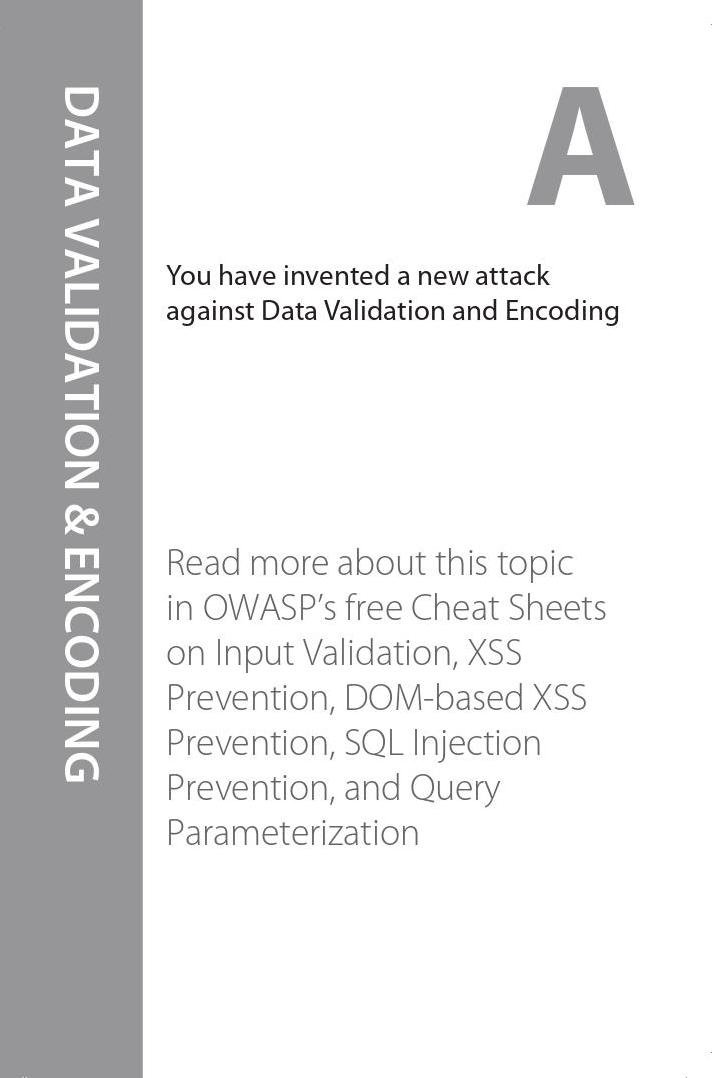 DATA VALIDATION & ENCODING
A
You have invented a new attack
against Data Validation and Encoding
Read more about this topic
in OWASP’s free Cheat Sheets
on Input Validation, XSS
Prevention, DOM-based XSS
Prevention, SQL Injection
Prevention, and Query
Parameterization